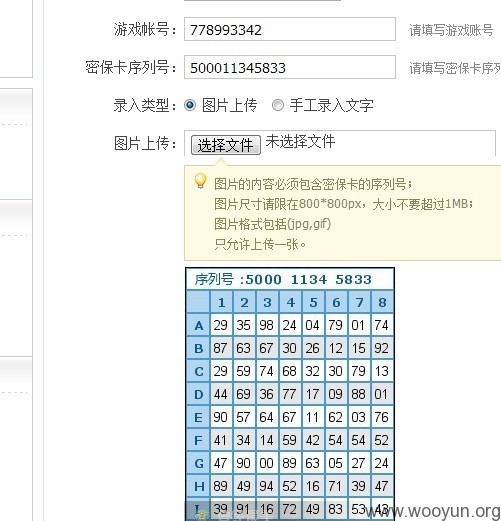 游戏帐号： 778993342 请填写游戏账号
密保卡序列号： 500011345833 请填写密保卡序列
录入类型： 图片上传 手工录入文字
图片上传： 选择文件 未选择文件
图片的内容必须包含密保卡的序列号；
图片尺寸请限在800*800px，大小不要超过1MB；
图片格式包括(jpg,gif)
只允许上传一张。
序列号 :5000 1134 5833
1 2 3 4 5 6 7 8
A 29 35 98 24 04 79 01 74
B 87 63 67 30 26 12 15 92
C 29 59 74 68 32 30 79 13
D 44 69 36 77 17 09 88 01
E 90 57 64 67 11 62 03 76
F 41 34 14 59 42 54 54 52
G 47 90 00 89 63 05 27 24
H 89 49 94 52 16 71 39 47
I 39 91 16 72 49 83 53 43
www.wooyun.org